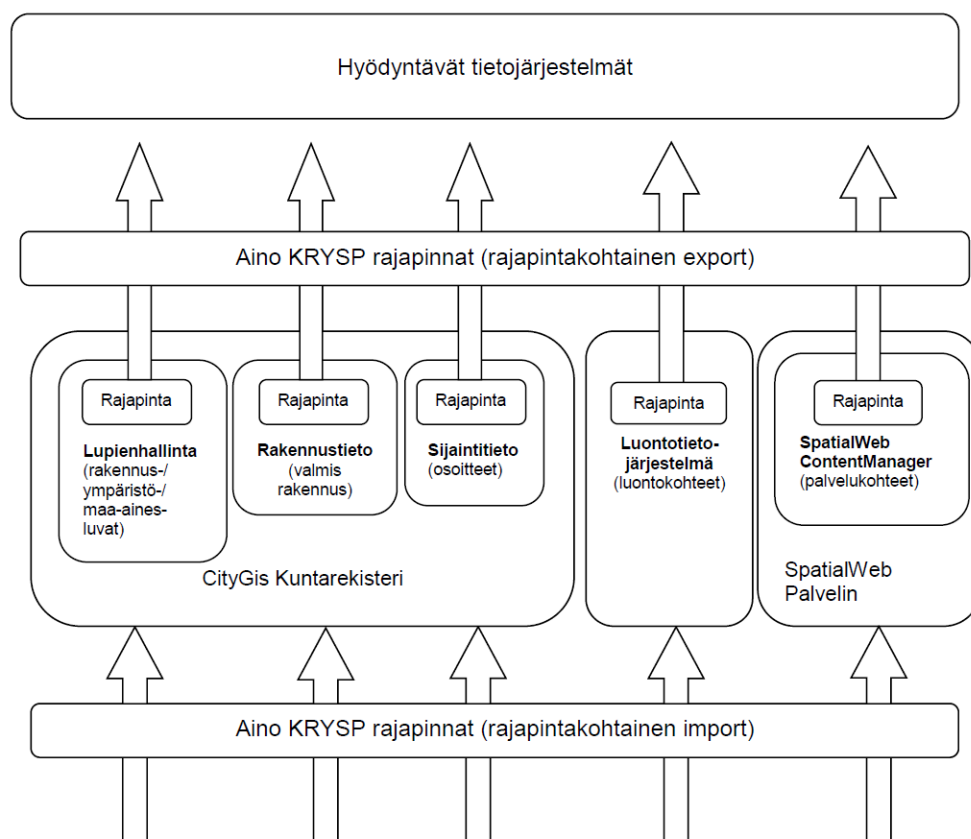 Hyödyntävät tietojärjestelmät
Aino KRYSP rajapinnat (rajapintakohtainen export)
Rajapinta
Lupienhallinta
(rakennus-/
ympäristö-/
maa-aines-
luvat)
Rajapinta
Rakennustieto
(valmis
rakennus)
Rajapinta
Sijaintitieto
(osoitteet)
CityGis Kuntarekisteri
Rajapinta
Luontotieto-
järjestelmä
(luontokohteet)
Rajapinta
SpatialWeb
ContentManager
(palvelukohteet)
SpatialWeb
Palvelin
Aino KRYSP rajapinnat (rajapintakohtainen import)